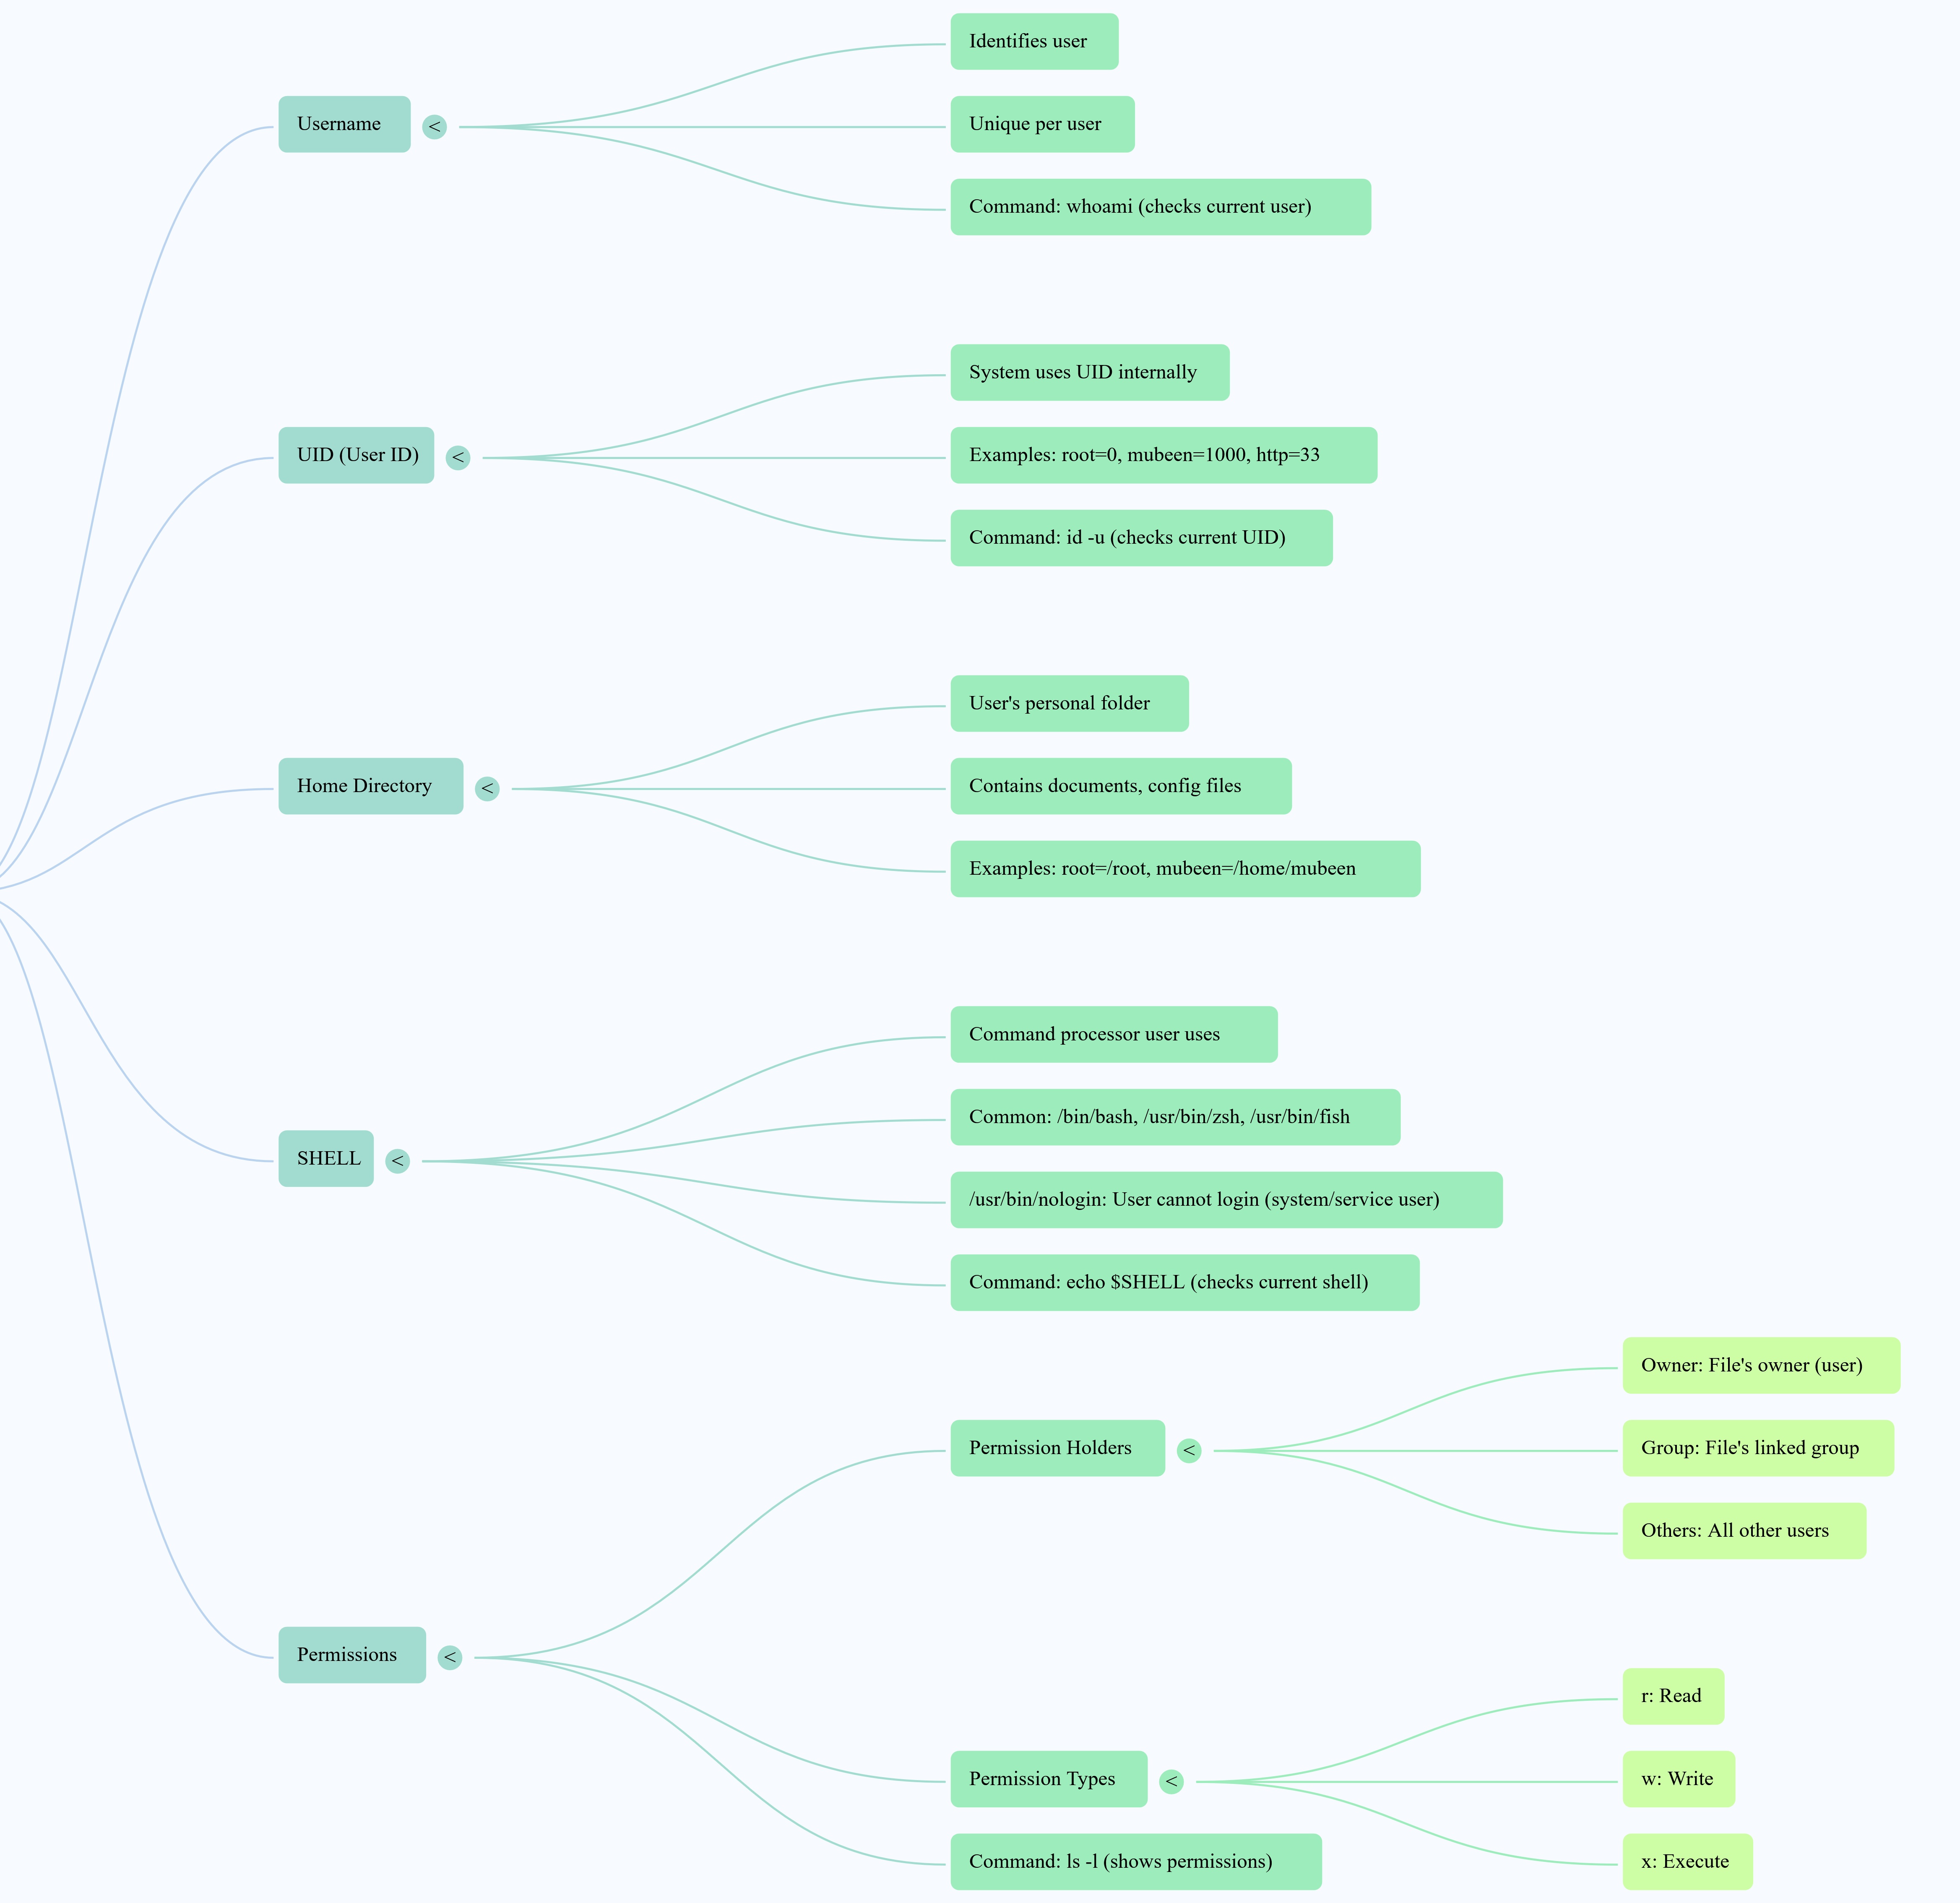 Username
<
Identifies user
Unique per user
Command: whoami (checks current user)
UID (User ID)
<
System uses UID internally
Examples: root=0, mubeen=1000, http=33
Command: id -u (checks current UID)
Home Directory
<
User's personal folder
Contains documents, config files
Examples: root=/root, mubeen=/home/mubeen
SHELL
<
Command processor user uses
Common: /bin/bash, /usr/bin/zsh, /usr/bin/fish
/usr/bin/nologin: User cannot login (system/service user)
Command: echo $SHELL (checks current shell)
Permissions
<
Permission Holders
<
Owner: File's owner (user)
Group: File's linked group
Others: All other users
Permission Types
<
r: Read
w: Write
x: Execute
Command: ls -l (shows permissions)